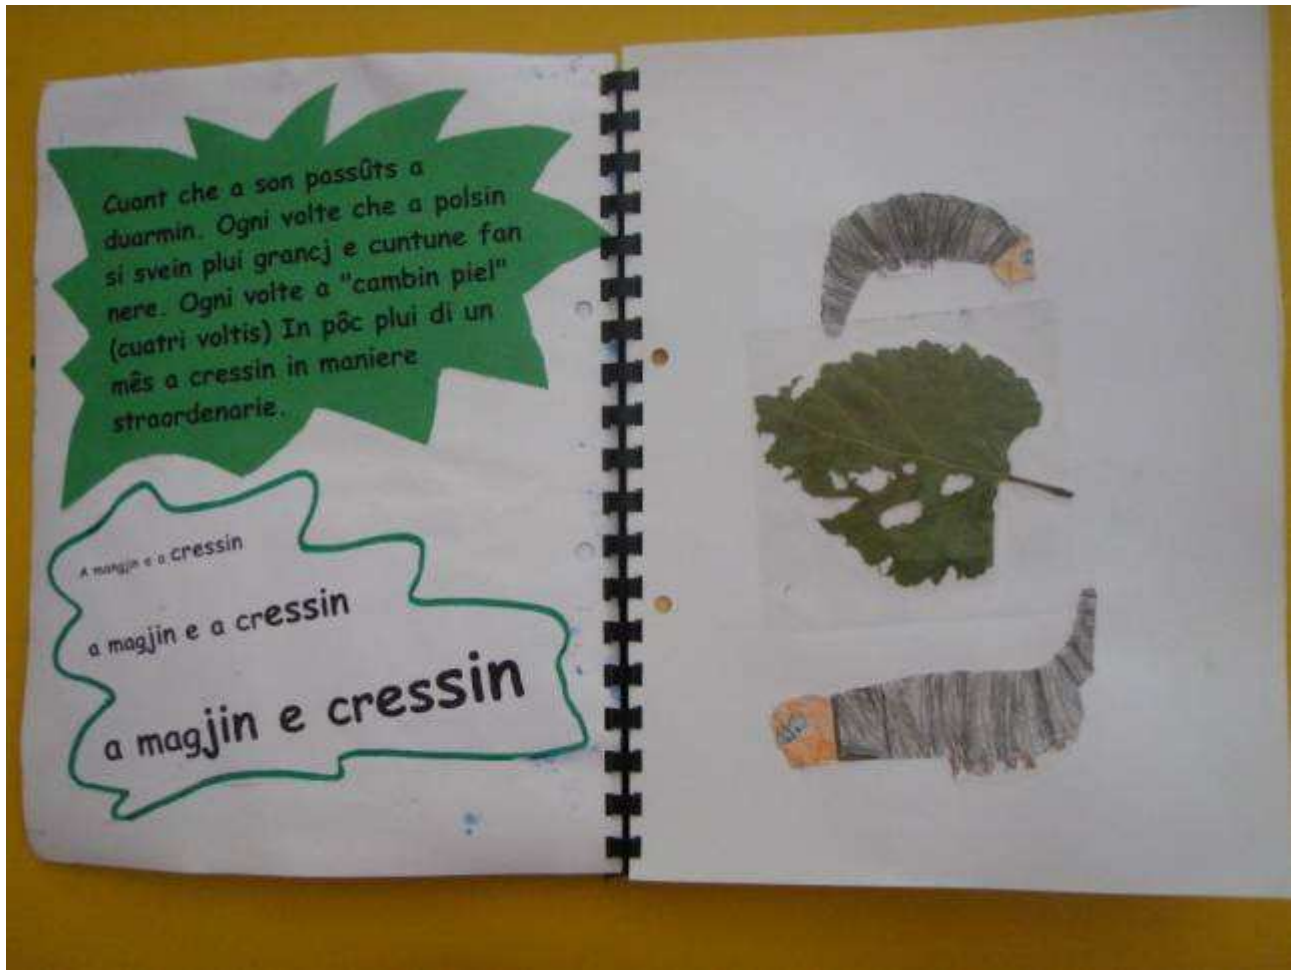 Cuant che a son passûts a
duarmin. Ogni volte che a polsin
si svein plui grancj e cuntune fan
nere. Ogni volte a "cambin piel"
(cuatri voltis) In pôc plui di un
mês a cressin in maniere
straordenarie.
A mangjin e a cressin
a magjin e a cressin
a magjin e cressin